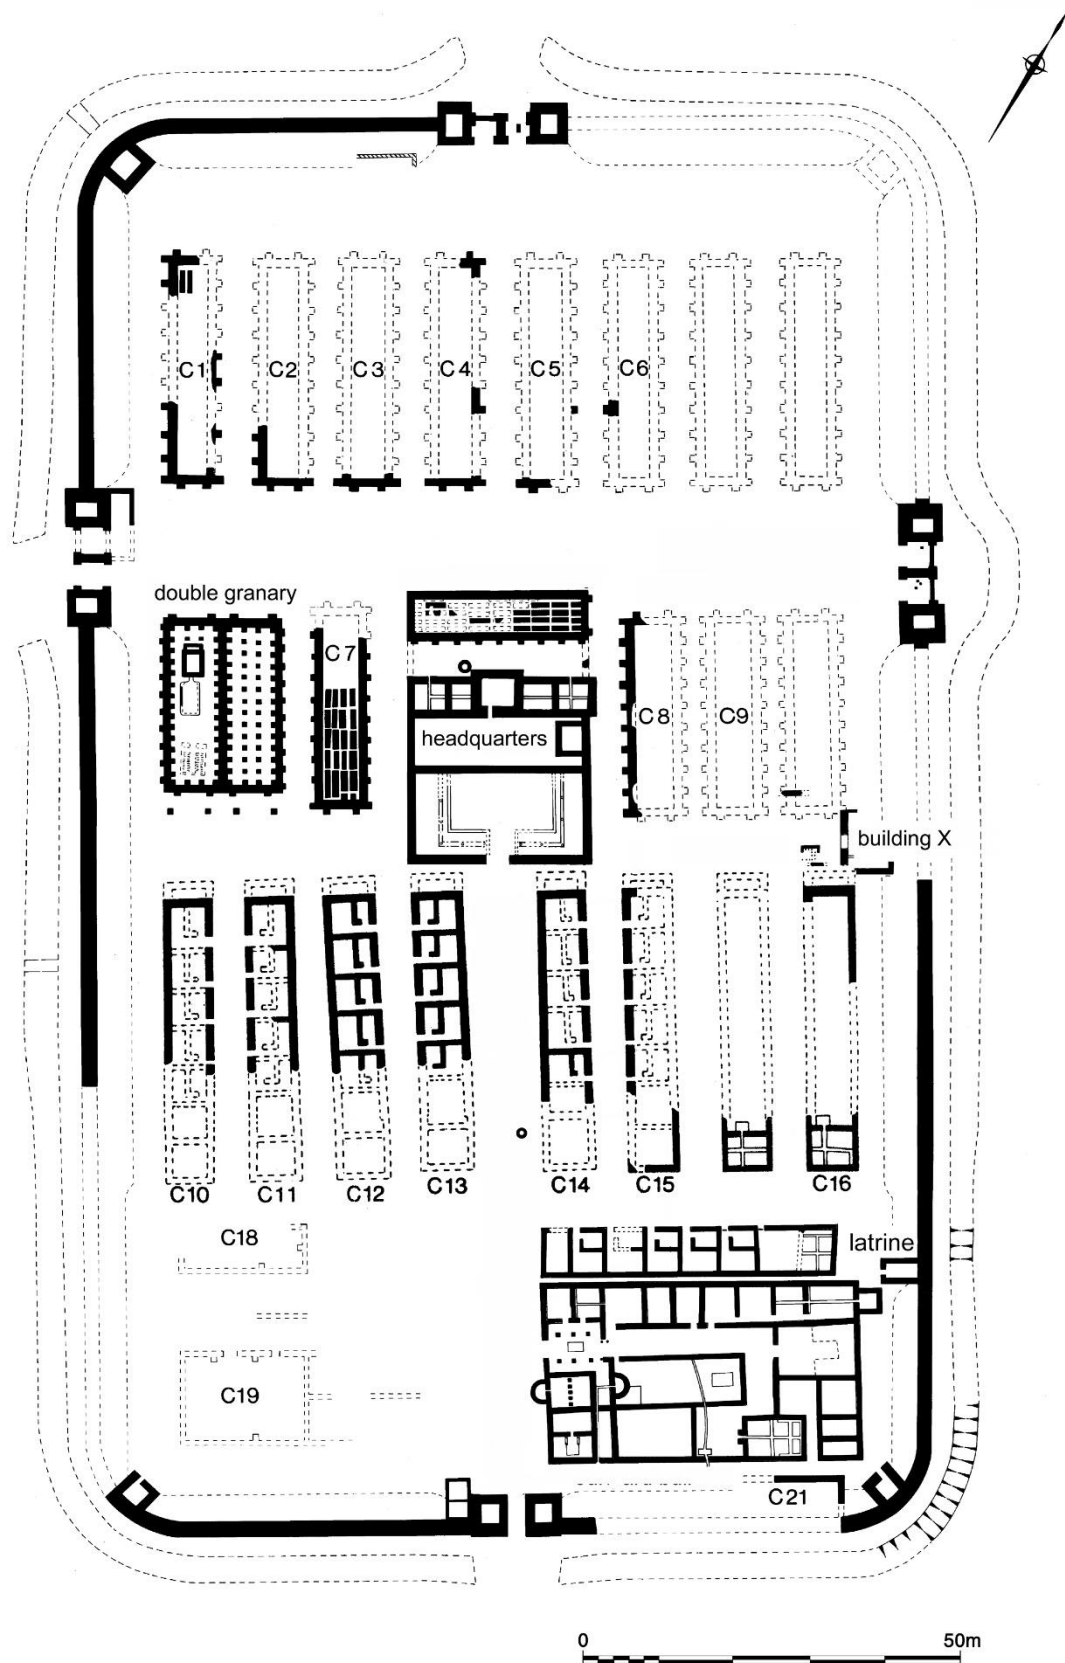 C1
C2
C3
C4
C5
C6
double granary
C7
headquarters
C8
C9
building X
C10
C11
C12
C13
C14
C15
C16
C18
latrine
C19
C21
0
50m